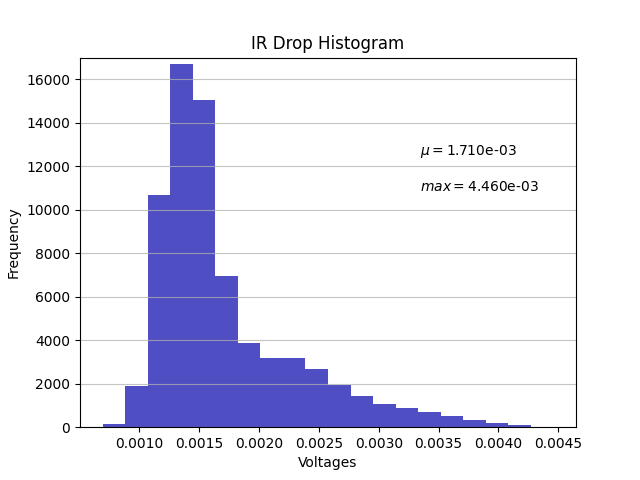 IR Drop Histogram
16000
14000
12000
10000
8000
6000
4000
2000
0
Frequency
μ = 1.710e-03
max = 4.460e-03
0.0010 0.0015 0.0020 0.0025 0.0030 0.0035 0.0040 0.0045
Voltages